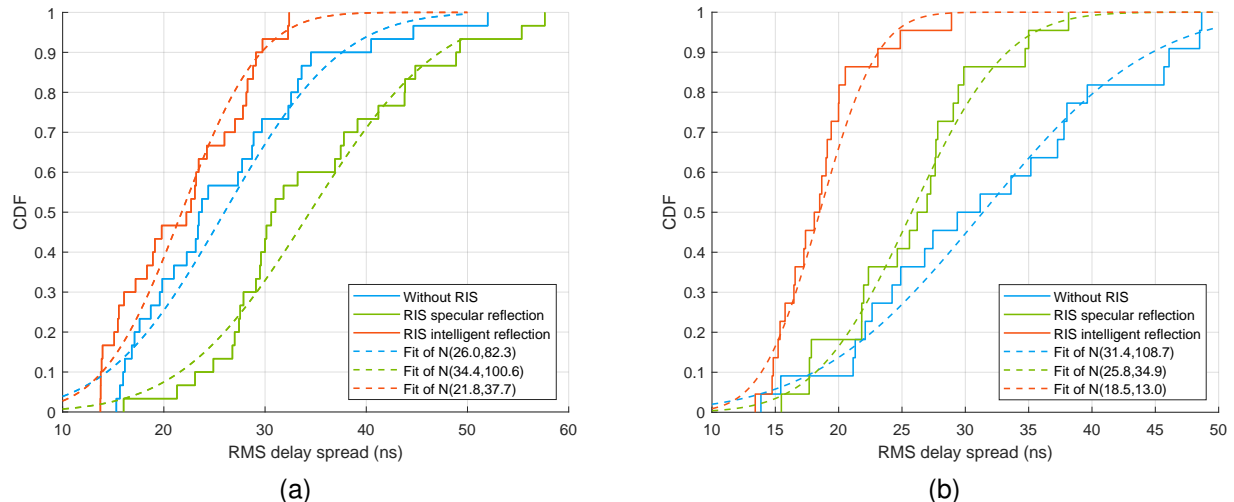 1
0.9
0.8
0.7
0.6
0.5
0.4
0.3
0.2
0.1
0
CDF
10 20 30 40 50 60
RMS delay spread (ns)
Without RIS
RIS specular reflection
RIS intelligent reflection
Fit of N(26.0,82.3)
Fit of N(34.4,100.6)
Fit of N(21.8,37.7)
(a)
1
0.9
0.8
0.7
0.6
0.5
0.4
0.3
0.2
0.1
0
CDF
10 15 20 25 30 35 40 45 50
RMS delay spread (ns)
Without RIS
RIS specular reflection
RIS intelligent reflection
Fit of N(31.4,108.7)
Fit of N(25.8,34.9)
Fit of N(18.5,13.0)
(b)